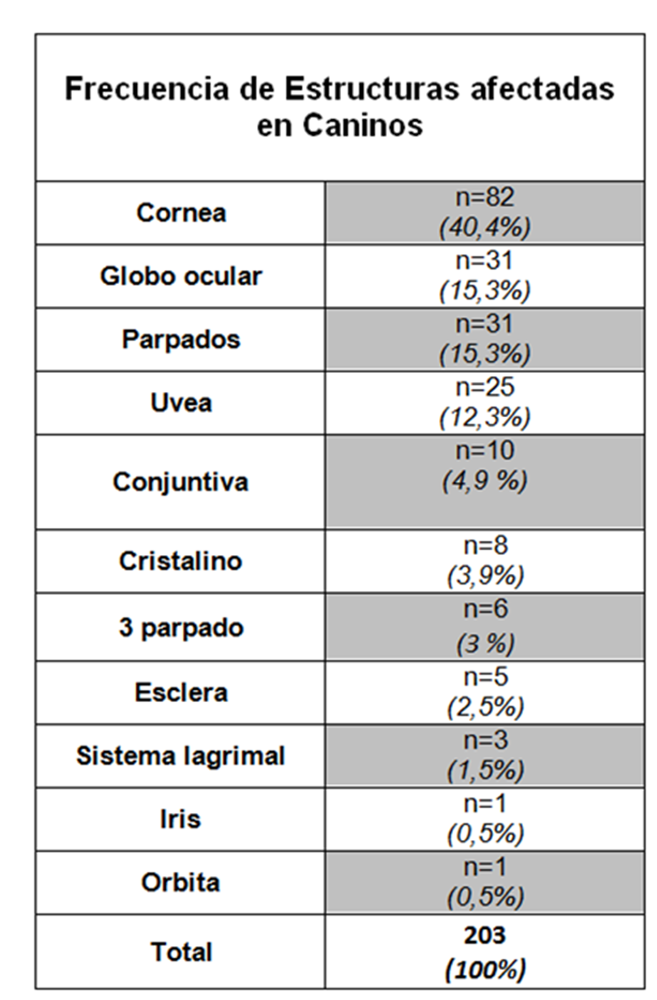 Frecuencia de Estructuras afectadas
en Caninos
Cornea
n=82
(40,4%)
Globo ocular
n=31
(15,3%)
Parpados
n=31
(15,3%)
Uvea
n=25
(12,3%)
Conjuntiva
n=10
(4,9 %)
Cristalino
n=8
(3,9%)
3 parpado
n=6
(3 %)
Esclera
n=5
(2,5%)
Sistema lagrimal
n=3
(1,5%)
Iris
n=1
(0,5%)
Orbita
n=1
(0,5%)
Total
203
(100%)